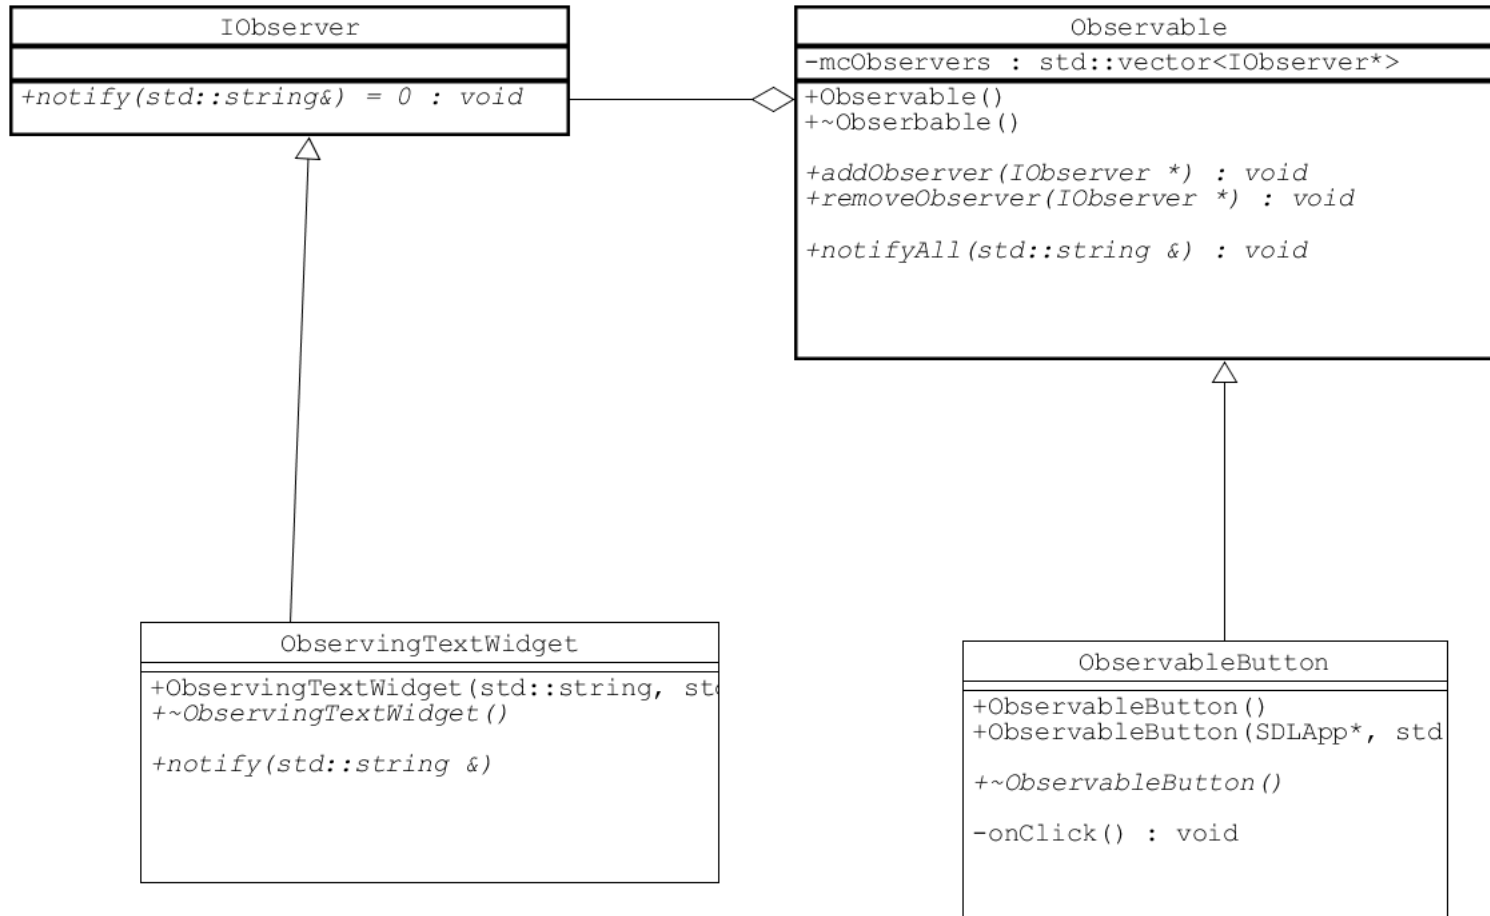 IObserver
+notify(std::string&) = 0 : void
Observable
-mcObservers : std::vector<IObserver*>
+Observable()
+~Obserbable()
+addObserver(IObserver *) : void
+removeObserver(IObserver *) : void
+notifyAll(std::string &) : void
ObservingTextWidget
+ObservingTextWidget(std::string, std
+~ObservingTextWidget()
+notify(std::string &)
ObservableButton
+ObservableButton()
+ObservableButton(SDLApp*, std
+~ObservableButton()
-onClick() : void